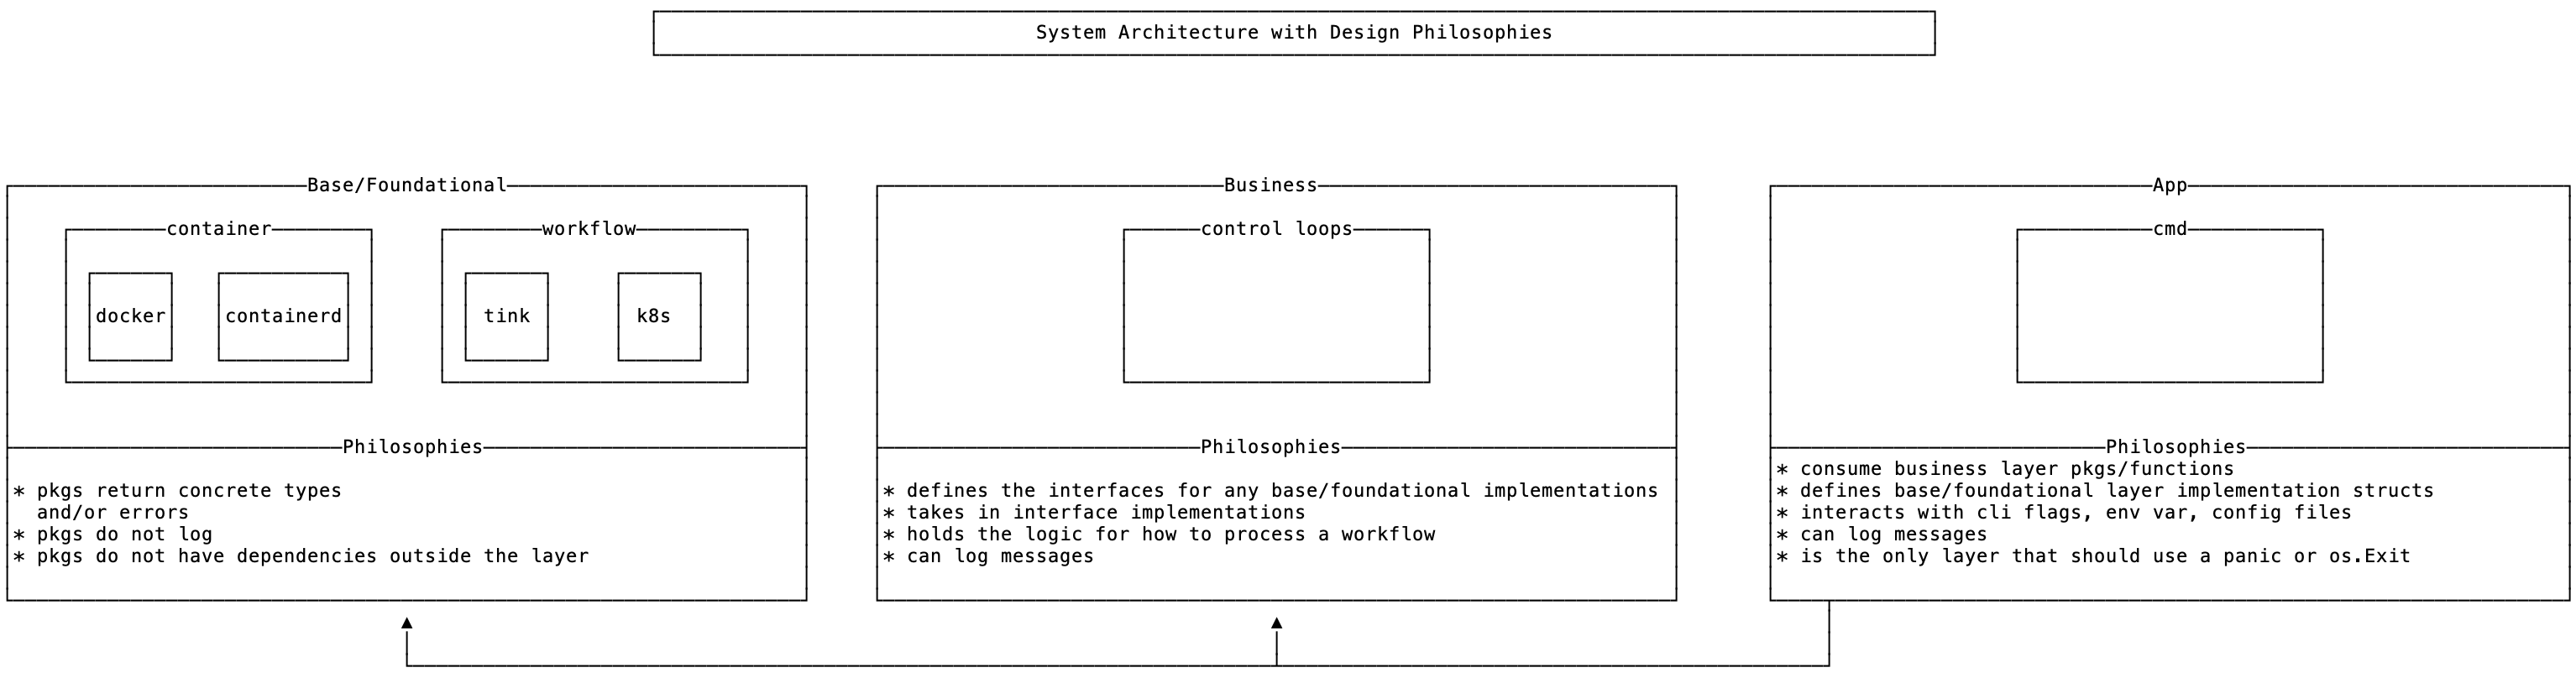 System Architecture with Design Philosophies
Base/Foundational
container
docker
containerd
workflow
tink
k8s
Philosophies
* pkgs return concrete types
and/or errors
* pkgs do not log
* pkgs do not have dependencies outside the layer
Business
control loops
Philosophies
* defines the interfaces for any base/foundational implementations
* takes in interface implementations
* holds the logic for how to process a workflow
* can log messages
App
cmd
Philosophies
* consume business layer pkgs/functions
* defines base/foundational layer implementation structs
* interacts with cli flags, env var, config files
* can log messages
* is the only layer that should use a panic or os.Exit